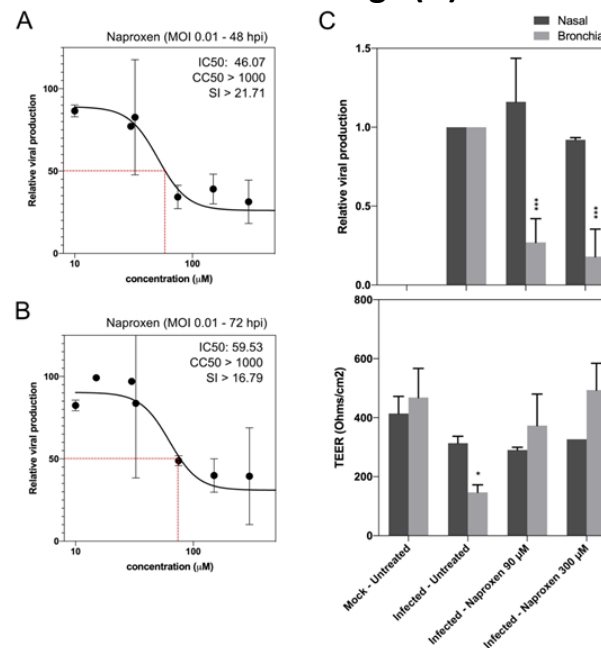 A
Naproxen (MOI 0.01 - 48 hpi)
IC50: 46.07
CC50 > 1000
SI > 21.71
Relative viral production
100
50
0
10
100
concentration (µM)
B
Naproxen (MOI 0.01 - 72 hpi)
IC50: 59.53
CC50 > 1000
SI > 16.79
Relative viral production
100
50
0
10
100
concentration (µM)
C
Nasal
Bronchia
Relative viral production
1.5
1.0
0.5
0.0
***
***
TEER (Ohms/cm2)
800
600
400
200
0
*
Mock - Untreated
Infected - Untreated
Infected - Naproxen 90 µM
Infected - Naproxen 300 µM